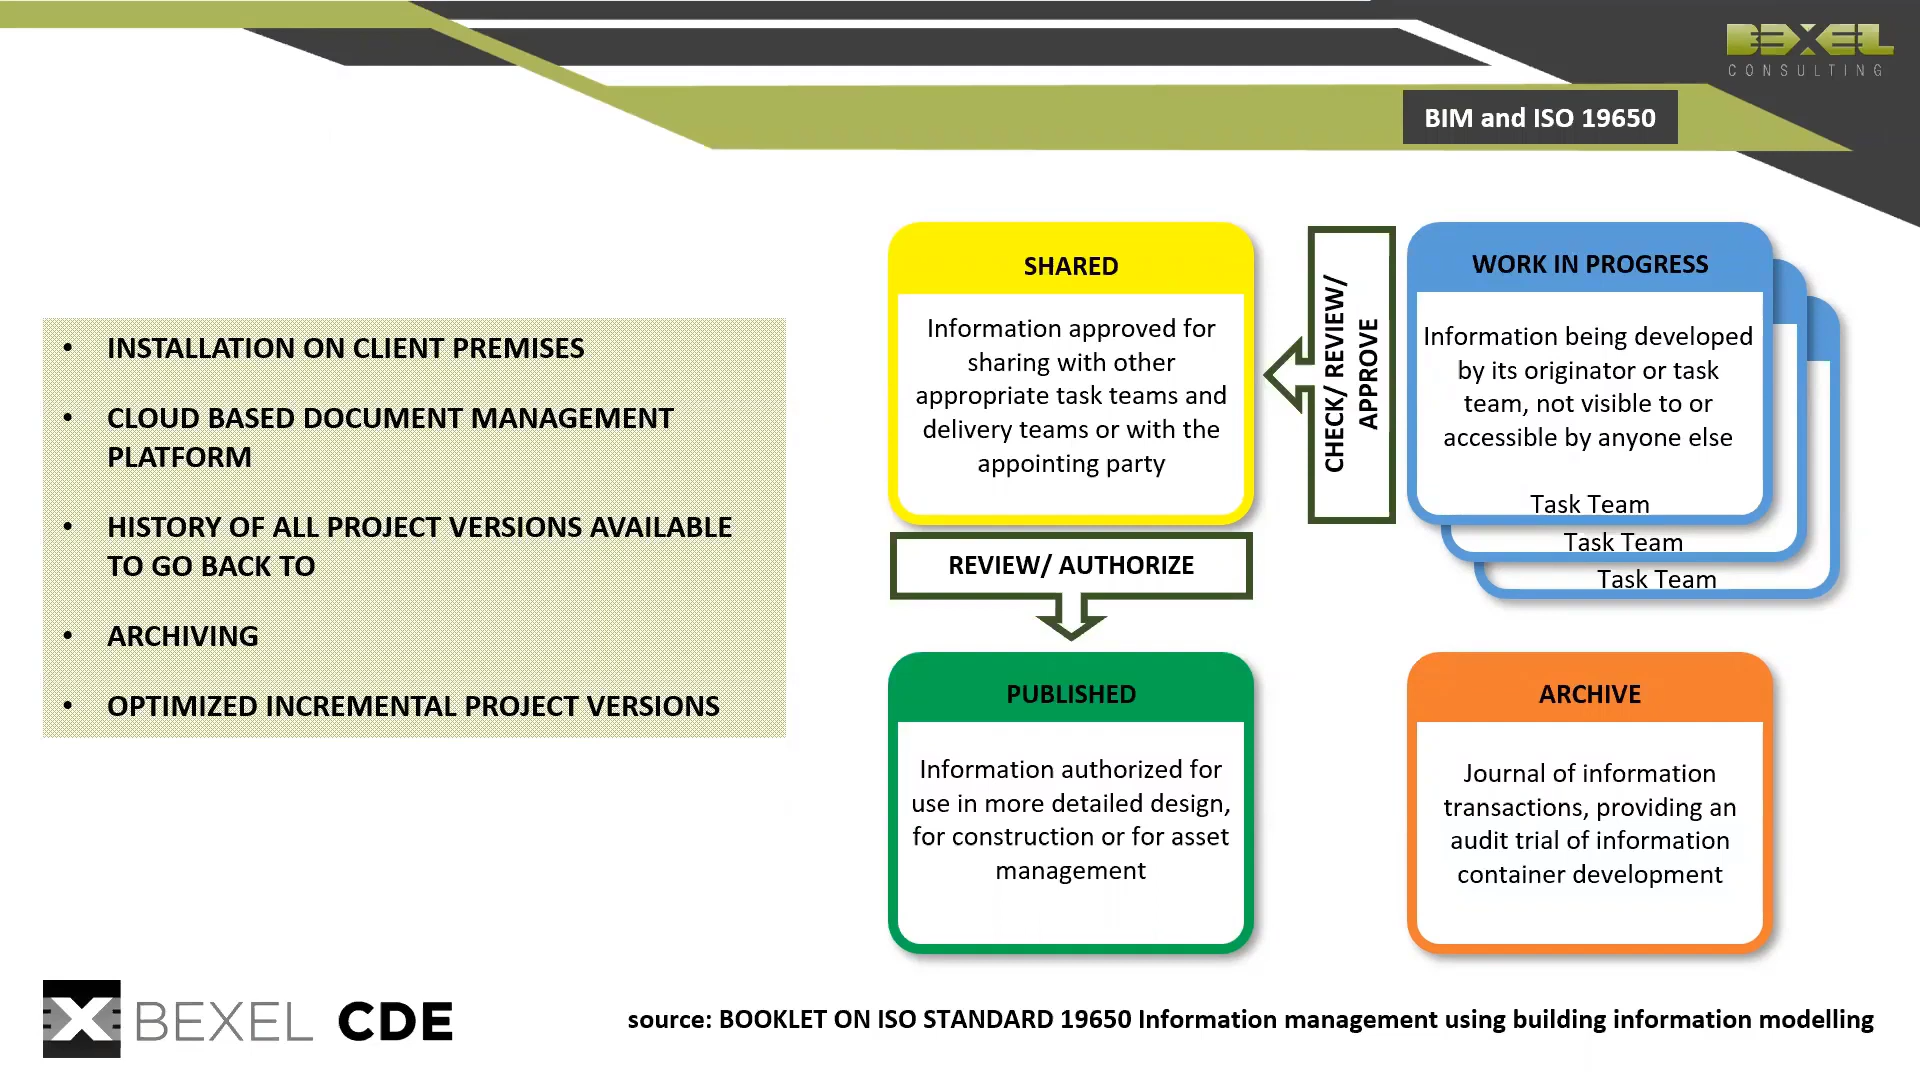 BEXEL
CONSULTING
BIM and ISO 19650
• INSTALLATION ON CLIENT PREMISES
• CLOUD BASED DOCUMENT MANAGEMENT
PLATFORM
• HISTORY OF ALL PROJECT VERSIONS AVAILABLE
TO GO BACK TO
• ARCHIVING
• OPTIMIZED INCREMENTAL PROJECT VERSIONS
SHARED
Information approved for
sharing with other
appropriate task teams and
delivery teams or with the
appointing party
CHECK/ REVIEW/
APPROVE
WORK IN PROGRESS
Information being developed
by its originator or task
team, not visible to or
accessible by anyone else
Task Team
Task Team
Task Team
REVIEW/ AUTHORIZE
PUBLISHED
Information authorized for
use in more detailed design,
for construction or for asset
management
ARCHIVE
Journal of information
transactions, providing an
audit trial of information
container development
BEXEL CDE
source: BOOKLET ON ISO STANDARD 19650 Information management using building information modelling